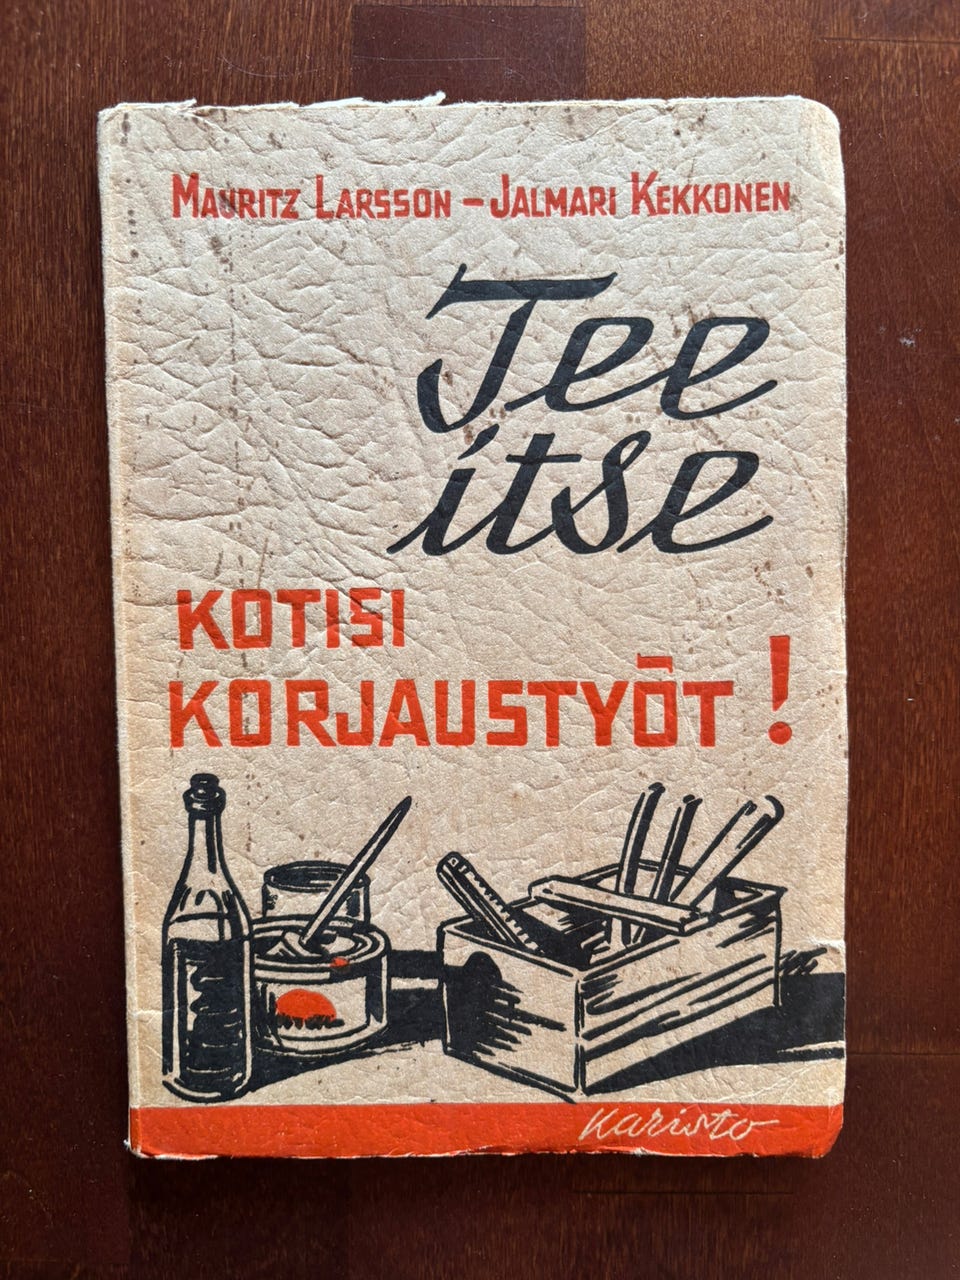 MAURITZ LARSSON – JALMARI KEKKONEN
Tee
itse
KOTISI
KORJAUSTYÖT !
Karisto